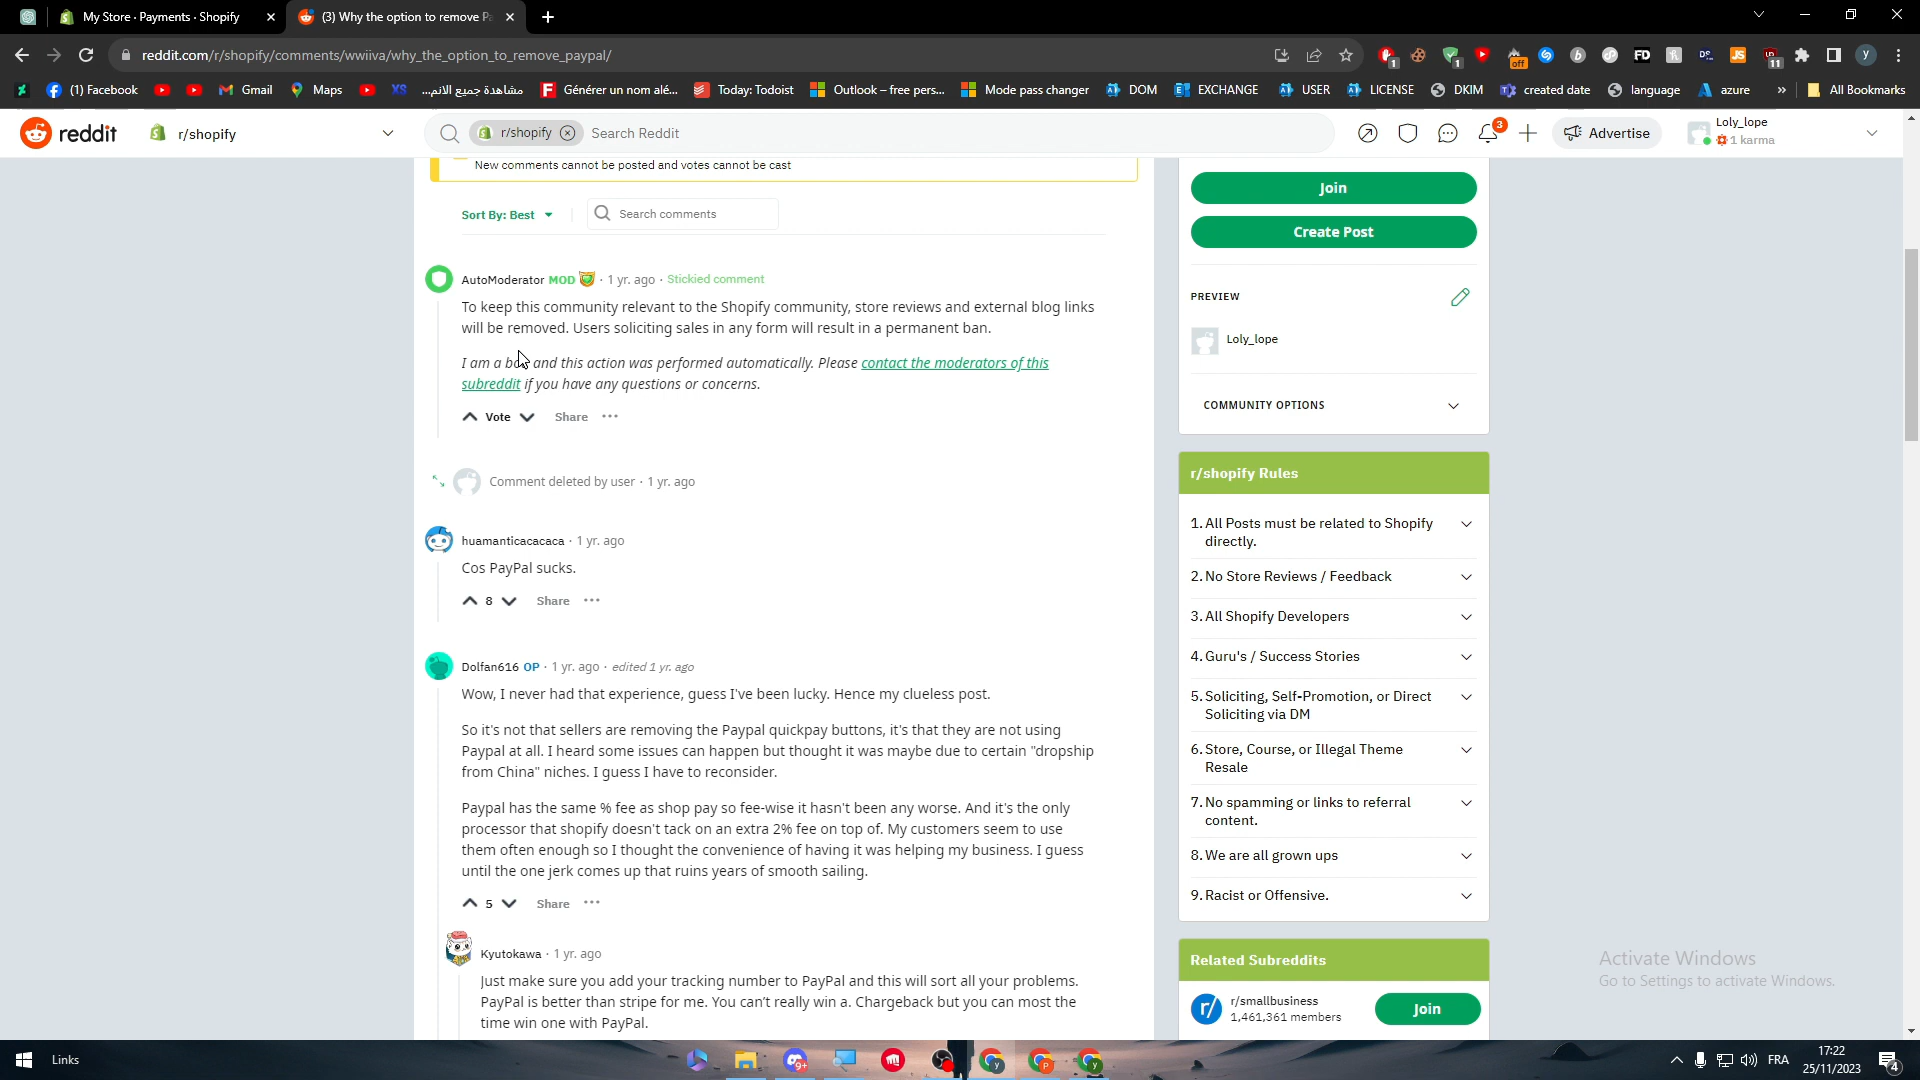 My Store · Payments · Shopify
(3) Why the option to remove Pa
reddit.com/r/shopify/comments/wwiiva/why_the_option_to_remove_paypal/
1
1
off
FD
JS
11
y
(1) Facebook
Gmail
Maps
XS
مشاهدة جميع الانم...
Générer un nom alé...
Today: Todoist
Outlook – free pers...
Mode pass changer
DOM
EXCHANGE
USER
LICENSE
DKIM
created date
language
azure
»
All Bookmarks
reddit
r/shopify
r/shopify
Search Reddit
3
Advertise
Loly_lope
1 karma
New comments cannot be posted and votes cannot be cast
Sort By: Best
Search comments
AutoModerator MOD · 1 yr. ago · Stickied comment
To keep this community relevant to the Shopify community, store reviews and external blog links
will be removed. Users soliciting sales in any form will result in a permanent ban.
I am a bot, and this action was performed automatically. Please contact the moderators of this
subreddit if you have any questions or concerns.
Vote
Share
Comment deleted by user · 1 yr. ago
huamanticacacaca · 1 yr. ago
Cos PayPal sucks.
8
Share
Dolfan616 OP · 1 yr. ago · edited 1 yr. ago
Wow, I never had that experience, guess I've been lucky. Hence my clueless post.
So it's not that sellers are removing the Paypal quickpay buttons, it's that they are not using
Paypal at all. I heard some issues can happen but thought it was maybe due to certain "dropship
from China" niches. I guess I have to reconsider.
Paypal has the same % fee as shop pay so fee-wise it hasn't been any worse. And it's the only
processor that shopify doesn't tack on an extra 2% fee on top of. My customers seem to use
them often enough so I thought the convenience of having it was helping my business. I guess
until the one jerk comes up that ruins years of smooth sailing.
5
Share
Kyutokawa · 1 yr. ago
Just make sure you add your tracking number to PayPal and this will sort all your problems.
PayPal is better than stripe for me. You can't really win a. Chargeback but you can most the
time win one with PayPal.
Join
Create Post
PREVIEW
Loly_lope
COMMUNITY OPTIONS
r/shopify Rules
1. All Posts must be related to Shopify
directly.
2. No Store Reviews / Feedback
3. All Shopify Developers
4. Guru's / Success Stories
5. Soliciting, Self-Promotion, or Direct
Soliciting via DM
6. Store, Course, or Illegal Theme
Resale
7. No spamming or links to referral
content.
8. We are all grown ups
9. Racist or Offensive.
Related Subreddits
r/
r/smallbusiness
1,461,361 members
Join
Activate Windows
Go to Settings to activate Windows.
Links
9+
FRA
17:22
25/11/2023
4